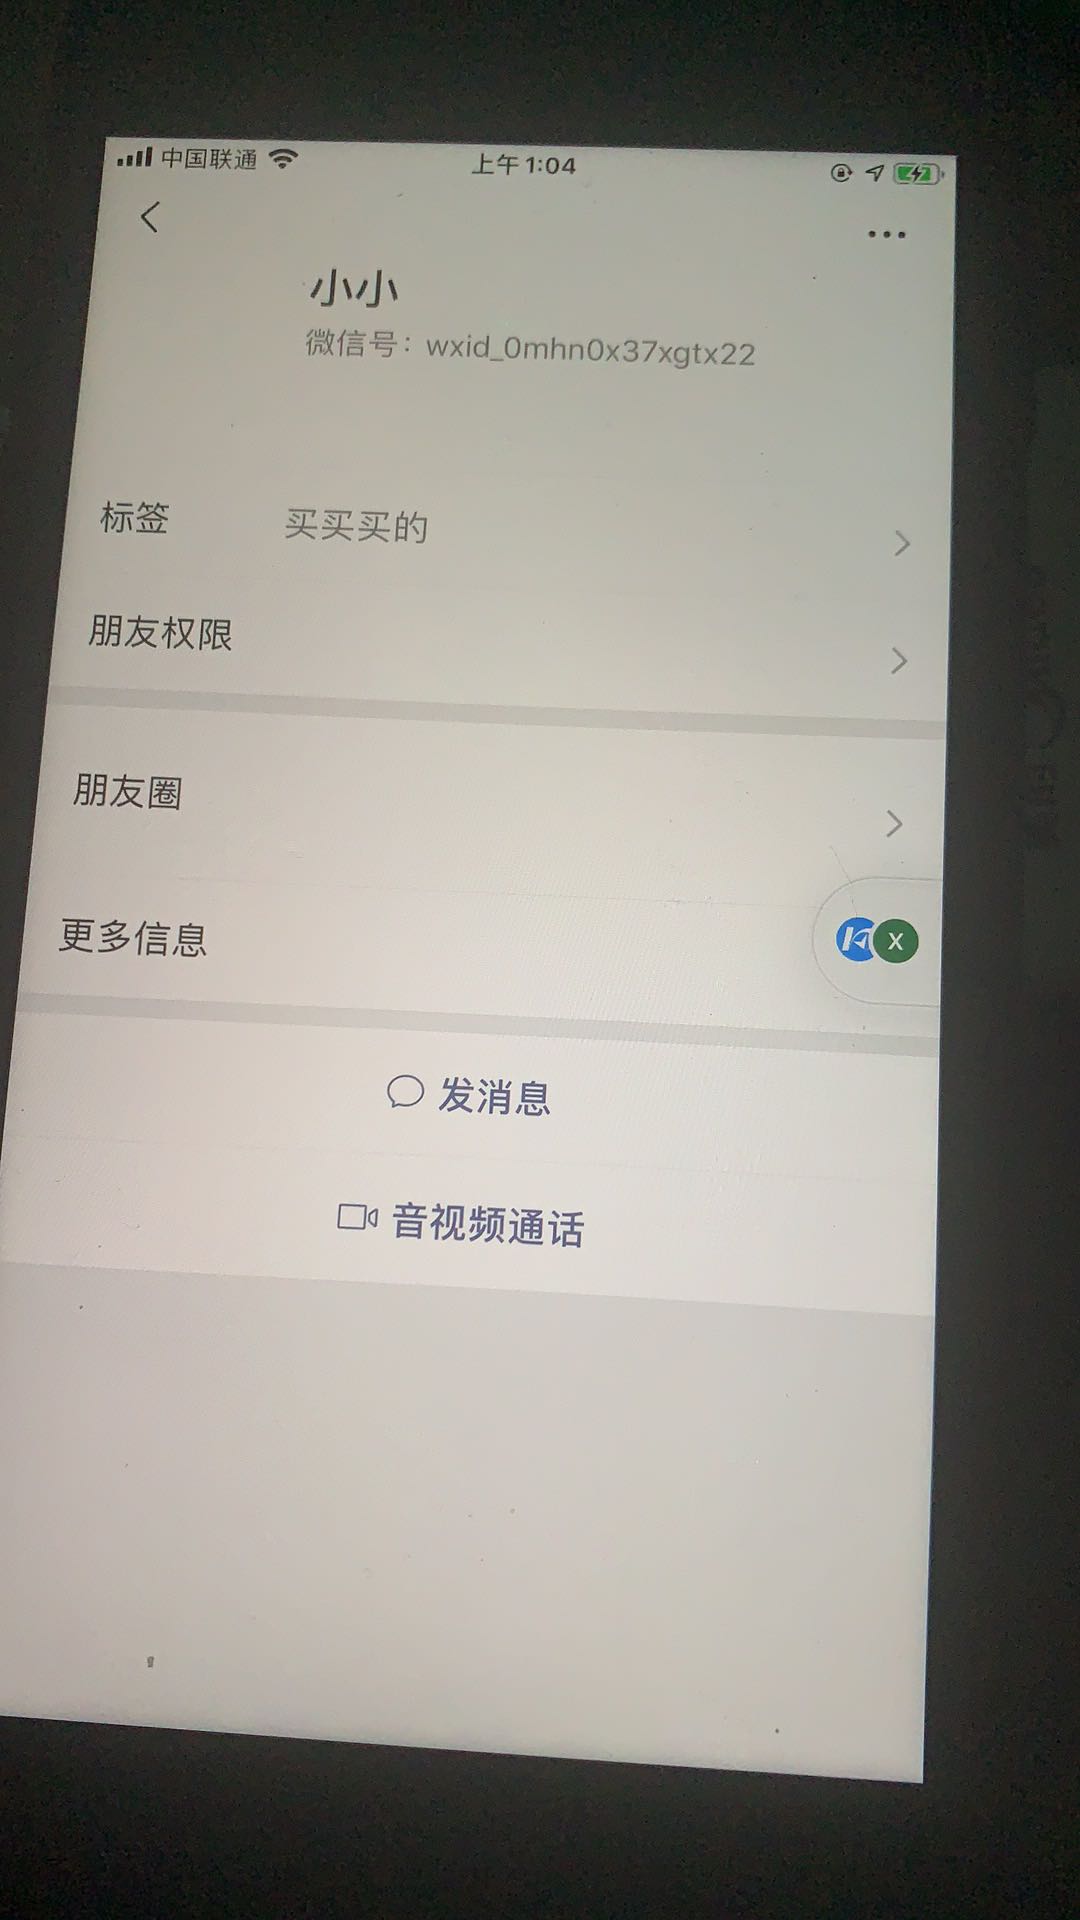 中国联通
上午1:04
小小
微信号：wxid_0mhn0x37xgtx22
标签 买买买的
朋友权限
朋友圈
更多信息
X
发消息
音视频通话